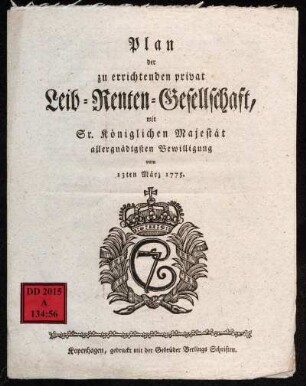 Plan
der
zu errichtenden privat
Leib-Renten-Gesellschaft,
mit
Sr. Königlichen Majestät
allergnädigsten Bewilligung
vom
13ten März 1775.
C7
DD 2015
A
134:56
Kopenhagen, gedruckt mit der Gebrüder Berlings Schriften.